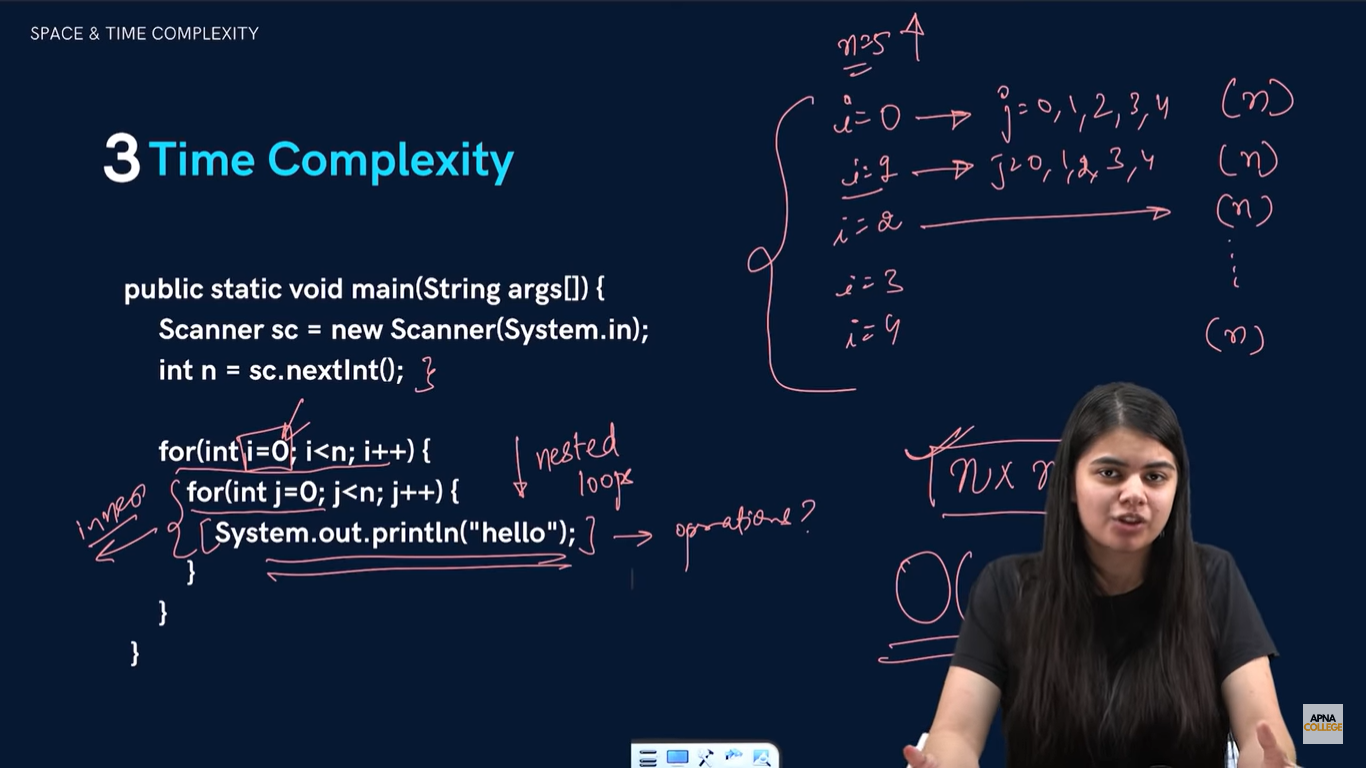 SPACE & TIME COMPLEXITY
3 Time Complexity
public static void main(String args[]) {
Scanner sc = new Scanner(System.in);
int n = sc.nextInt(); }
for(int i=0; i<n; i++) {
for(int j=0; j<n; j++) {
System.out.println("hello");
}
}
}
inner
nested
loops
operations?
n=5
i=0 → j=0,1,2,3,4 (n)
i=1 → j=0,1,2,3,4 (n)
i=2 → (n)
i=3
i=4 (n)
n x
O(
APNA
COLLEGE